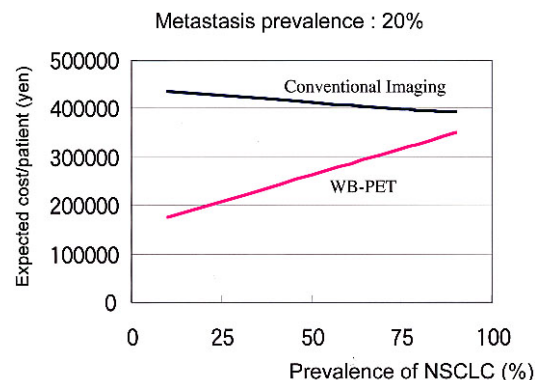 Metastasis prevalence : 20%
Expected cost/patient (yen)
500000
400000
300000
200000
100000
0
Conventional Imaging
WB-PET
0 25 50 75 100
Prevalence of NSCLC (%)